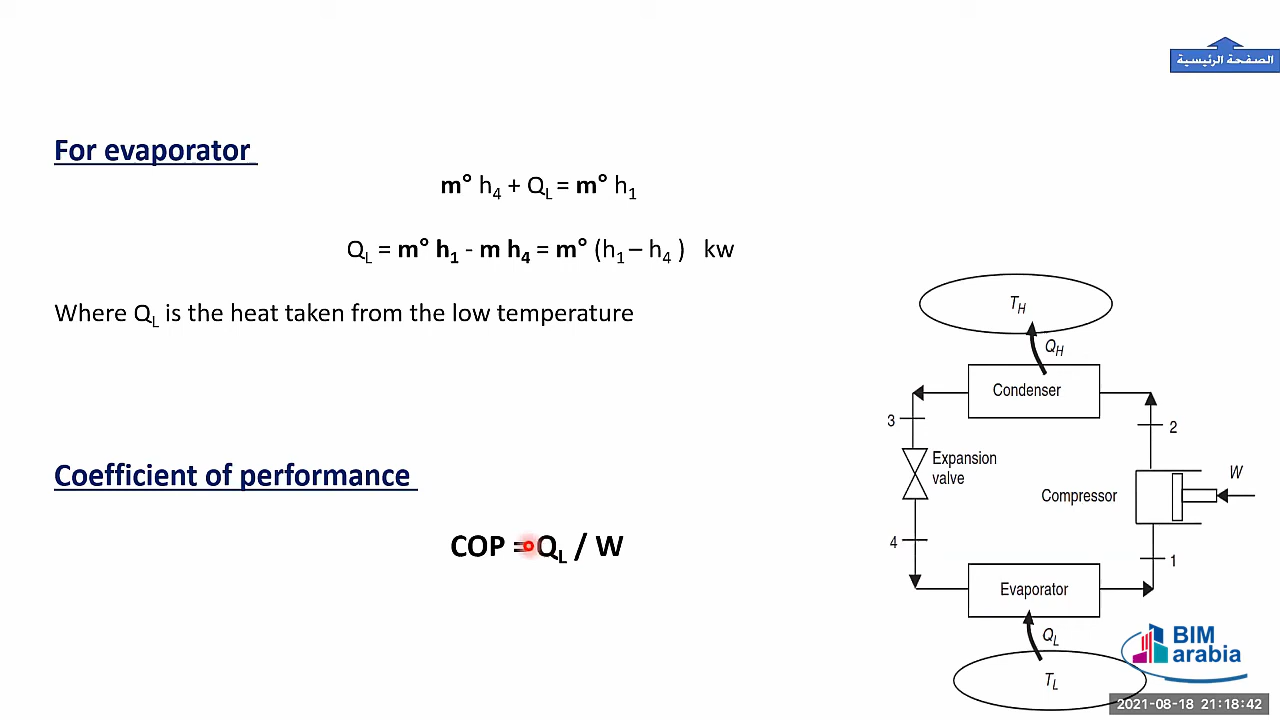 الصفحة الرئيسية
For evaporator
m° h4 + QL = m° h1
QL = m° h1 - m h4 = m° (h1 – h4 ) kw
Where QL is the heat taken from the low temperature
Coefficient of performance
COP = QL / W
TH
QH
Condenser
3
2
Expansion
valve
W
Compressor
4
1
Evaporator
QL
TL
BIM
arabia
2021-08-18 21:18:42